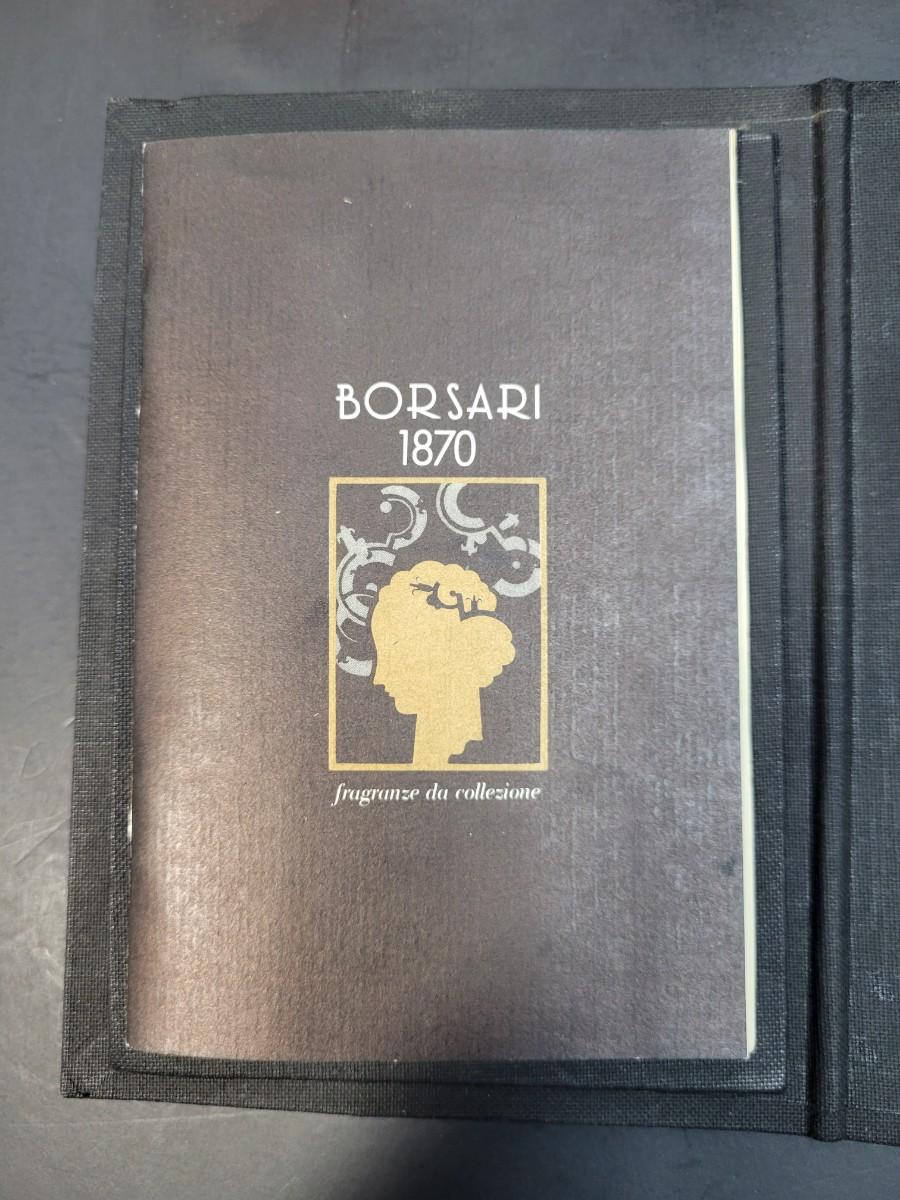 BORSARI
1870
fragranze da collezione